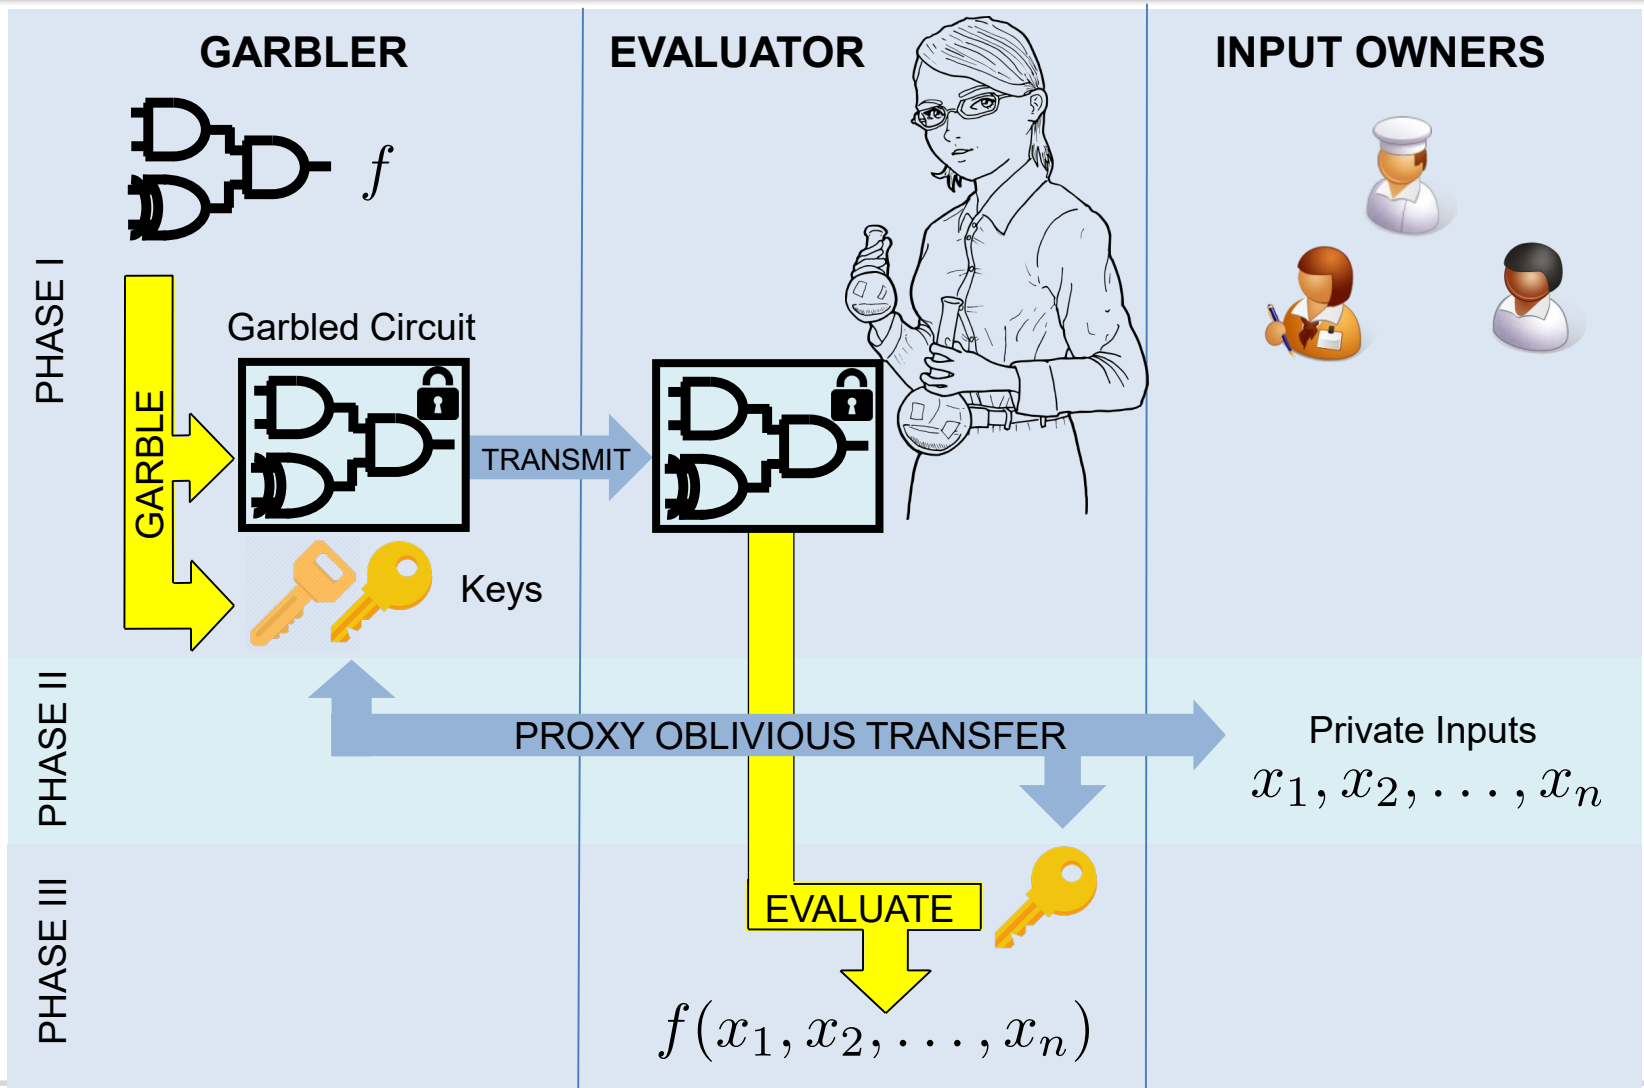 GARBLER
EVALUATOR
INPUT OWNERS
f
PHASE I
Garbled Circuit
GARBLE
TRANSMIT
Keys
PHASE II
PROXY OBLIVIOUS TRANSFER
Private Inputs
x₁, x₂, . . . , xₙ
PHASE III
EVALUATE
f(x₁, x₂, . . . , xₙ)